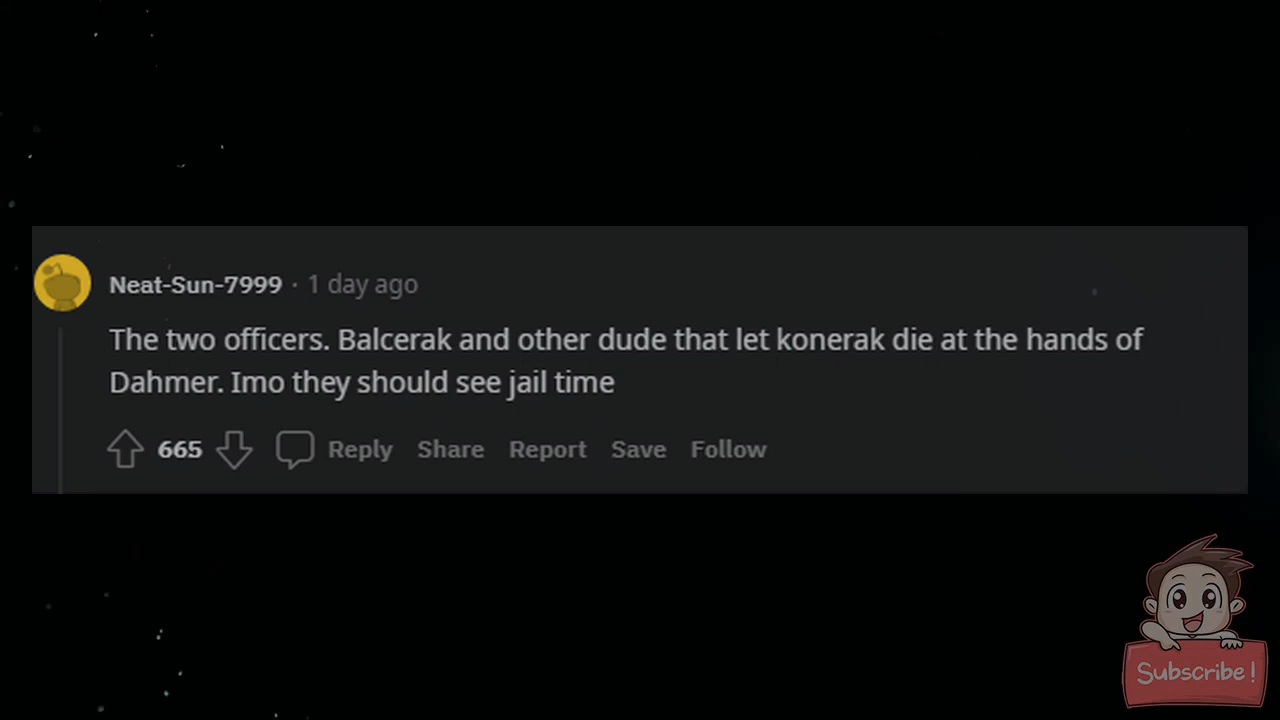 Neat-Sun-7999 · 1 day ago
The two officers. Balcerak and other dude that let konerak die at the hands of
Dahmer. Imo they should see jail time
665 Reply Share Report Save Follow
Subscribe!